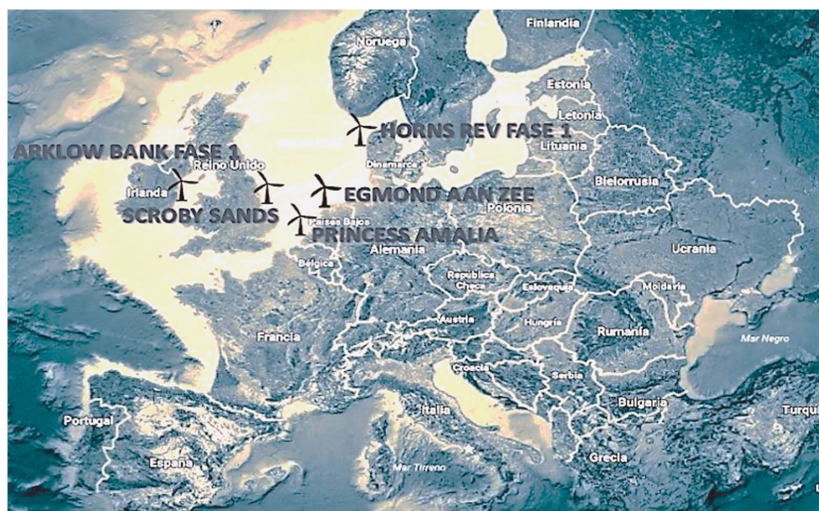 Finlandia
Noruega
Estonia
Letonia
HORNS REV FASE 1
Lituania
ARKLOW BANK FASE 1
Reino Unido
Dinamarca
Bielorrusia
Irlanda
EGMOND AAN ZEE
SCROBY SANDS
Polonia
Países Bajos
PRINCESS AMALIA
Alemania
Ucrania
Bélgica
República
Checa
Eslovaquia
Moldavia
Austria
Hungría
Francia
Rumanía
Mar Negro
Croacia
Serbia
Bulgaria
Italia
Portugal
Turquí
España
Grecia
Mar Tirreno